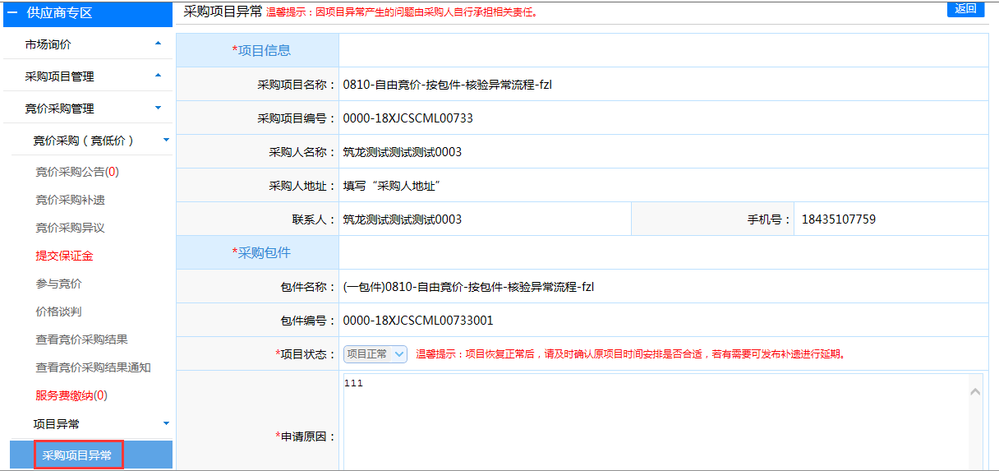 供应商专区
市场询价
采购项目管理
竞价采购管理
竞价采购（竞低价）
竞价采购公告(0)
竞价采购补遗
竞价采购异议
提交保证金
参与竞价
价格谈判
查看竞价采购结果
查看竞价采购结果通知
服务费缴纳(0)
项目异常
采购项目异常
采购项目异常 温馨提示：因项目异常产生的问题由采购人自行承担相关责任。
返回
*项目信息
采购项目名称： 0810-自由竞价-按包件-核验异常流程-fzl
采购项目编号： 0000-18XJCSCML00733
采购人名称： 筑龙测试测试测试0003
采购人地址： 填写“采购人地址”
联系人： 筑龙测试测试测试0003 手机号： 18435107759
*采购包件
包件名称： (一包件)0810-自由竞价-按包件-核验异常流程-fzl
包件编号： 0000-18XJCSCML00733001
*项目状态： 项目正常 温馨提示：项目恢复正常后，请及时确认原项目时间安排是否合适，若有需要可发布补遗进行延期。
*申请原因： 111